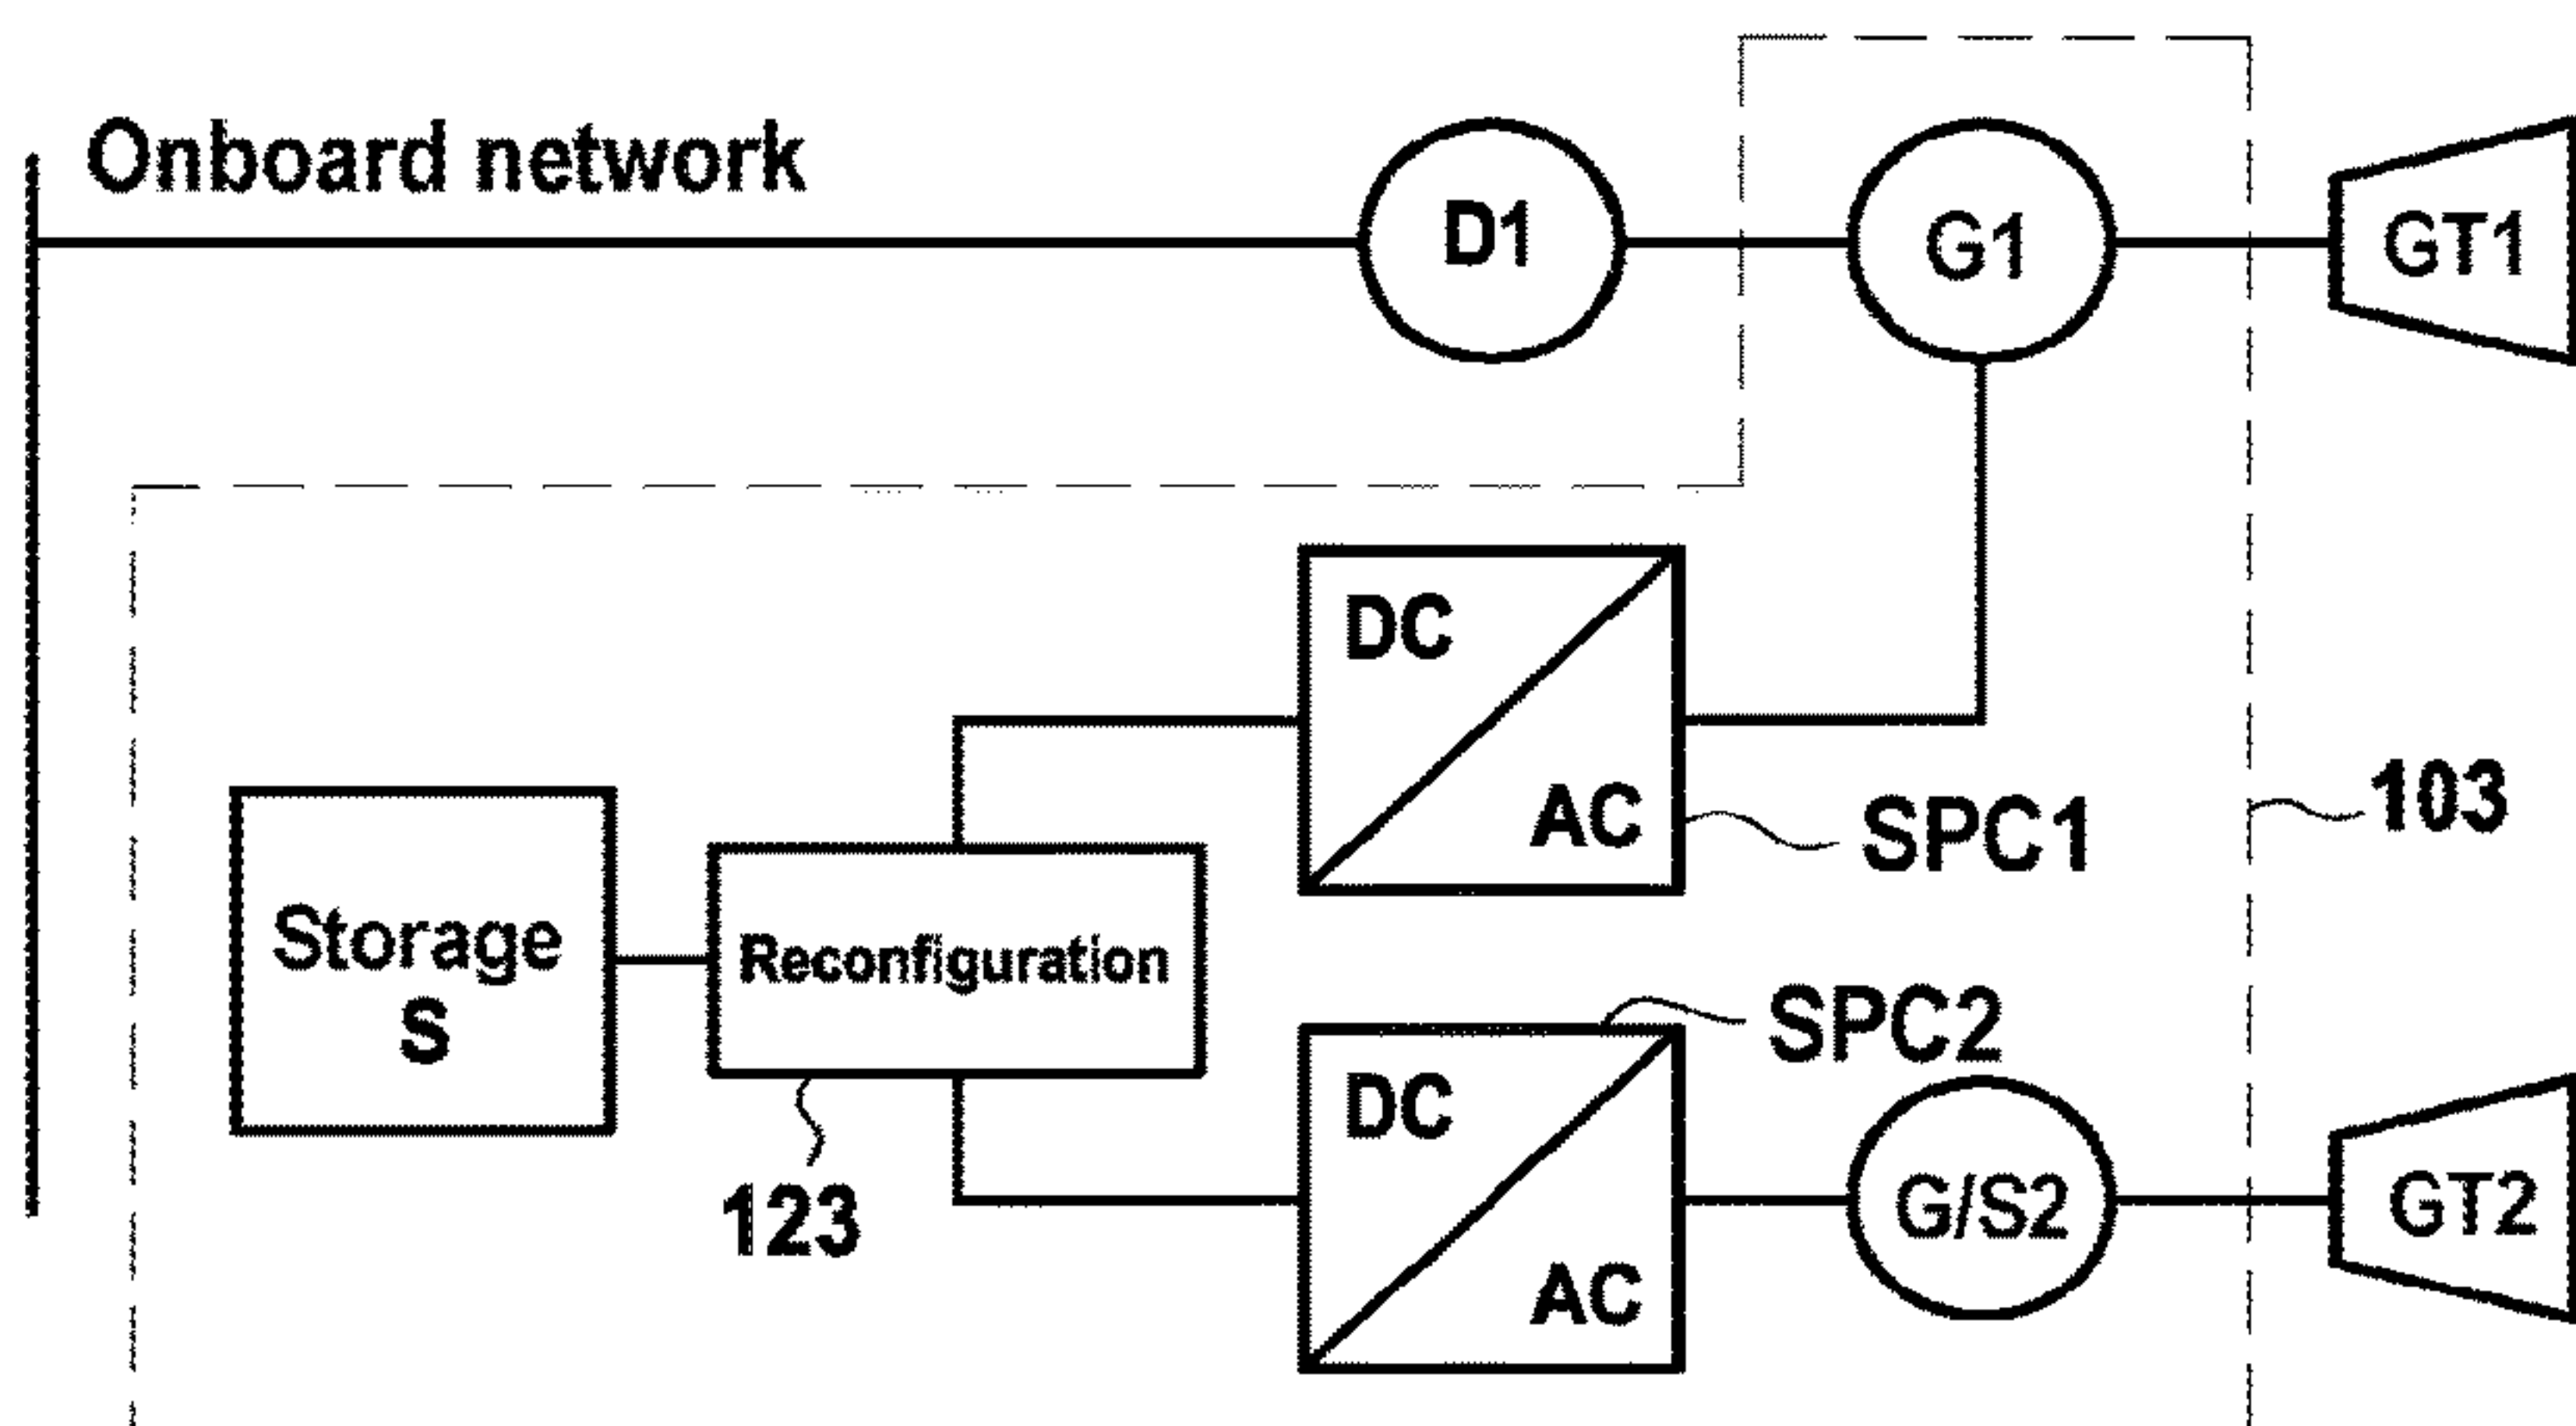 Onboard network
D1
G1
GT1
DC
AC
SPC1
103
Storage
S
Reconfiguration
123
SPC2
DC
AC
G/S2
GT2